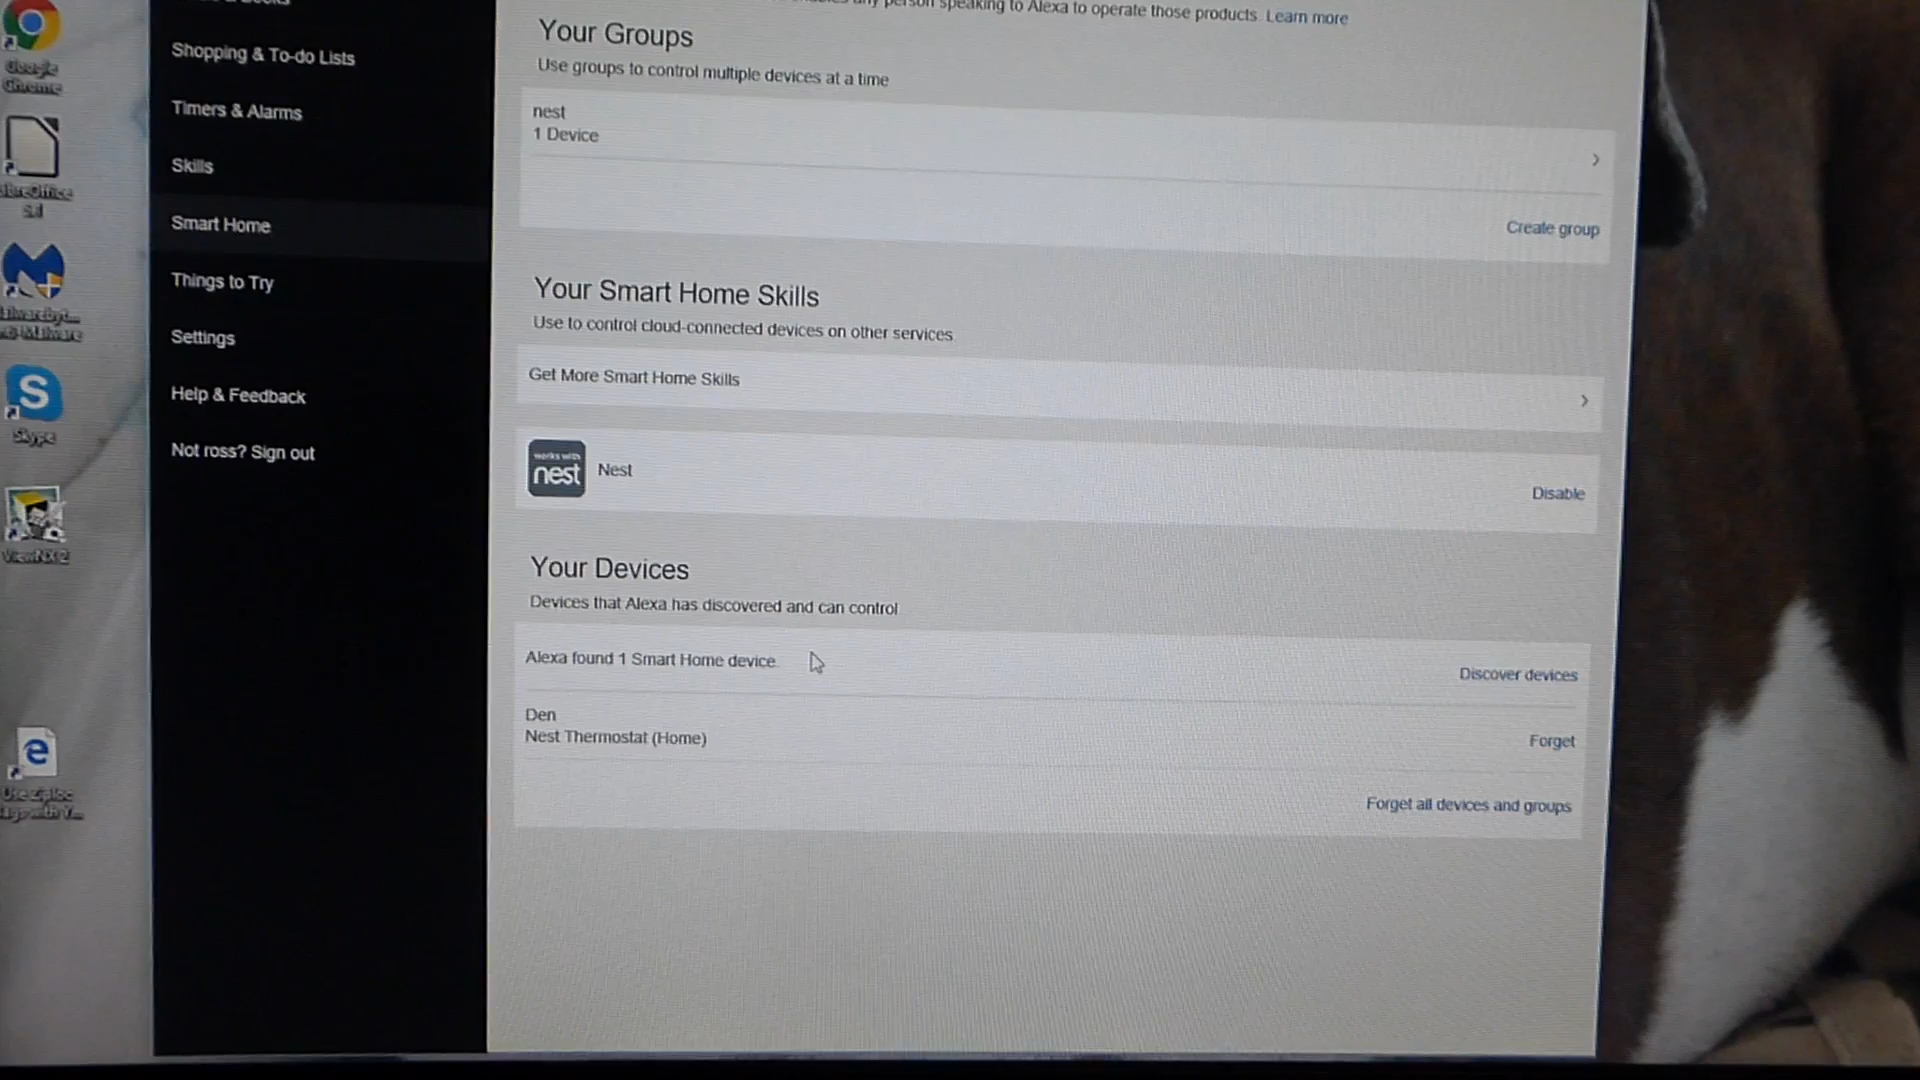 person speaking to Alexa to operate those products. Learn more
Your Groups
Use groups to control multiple devices at a time
nest
1 Device
Create group
Your Smart Home Skills
Use to control cloud-connected devices on other services
Get More Smart Home Skills
works with
nest
Nest
Disable
Your Devices
Devices that Alexa has discovered and can control
Alexa found 1 Smart Home device.
Discover devices
Den
Nest Thermostat (Home)
Forget
Forget all devices and groups
Shopping & To-do Lists
Timers & Alarms
Skills
Smart Home
Things to Try
Settings
Help & Feedback
Not ross? Sign out
Google
Chrome
S
Skype
ViewNX 2
e